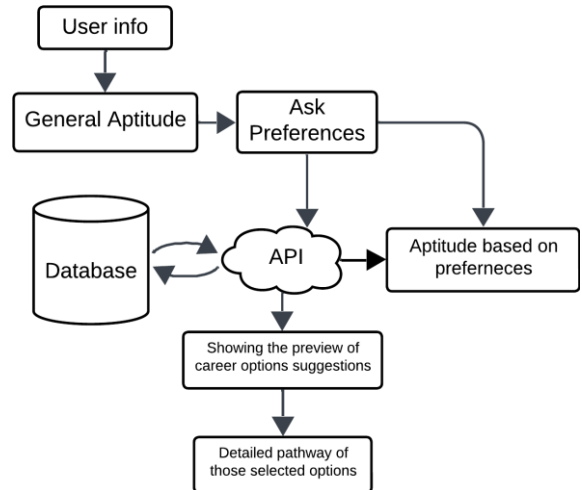 User info
General Aptitude
Ask
Preferences
Database
API
Aptitude based on
preferneces
Showing the preview of
career options suggestions
Detailed pathway of
those selected options